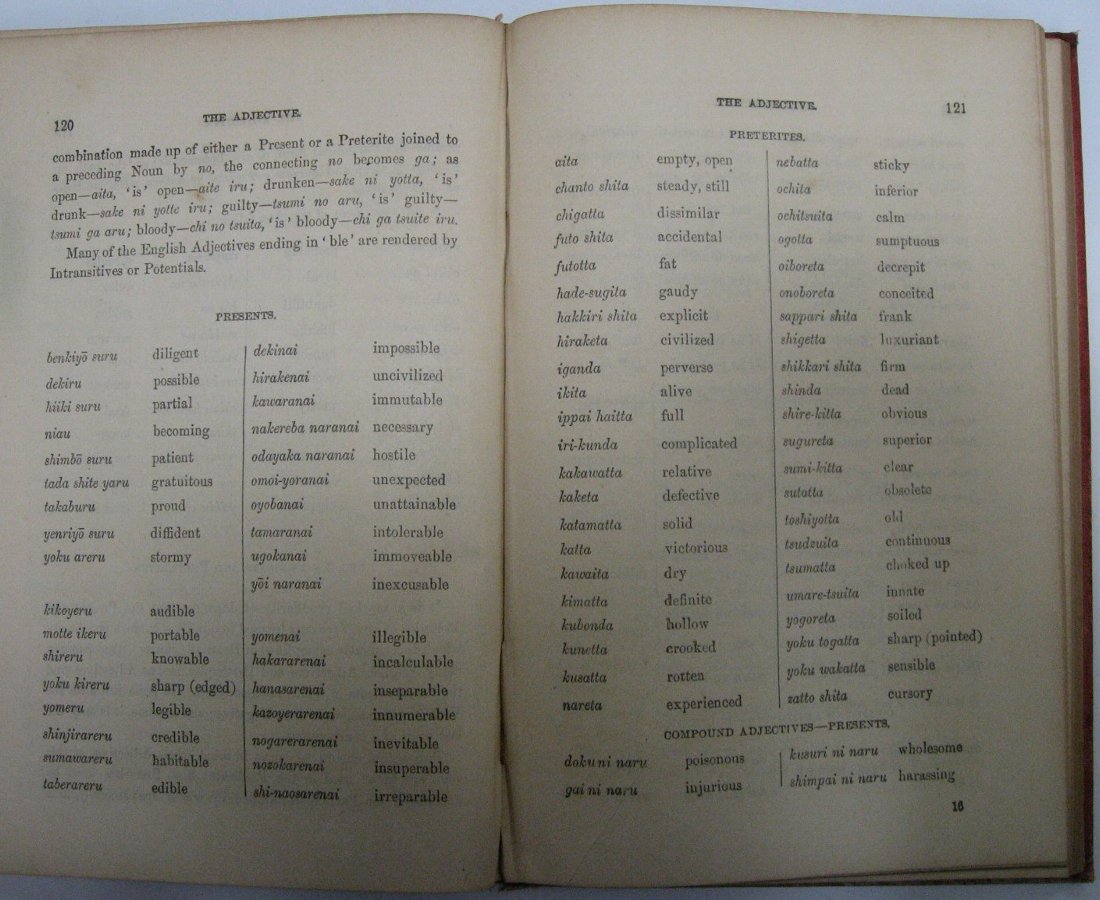 120
THE ADJECTIVE.
combination made up of either a Present or a Preterite joined to
a preceding Noun by no, the connecting no becomes ga; as
open—aita, 'is' open—aite iru; drunken—sake ni yotta, 'is'
drunk—sake ni yotte iru; guilty—tsumi no aru, 'is' guilty—
tsumi ga aru; bloody—chi no tsuita, 'is' bloody—chi ga tsuite iru.
Many of the English Adjectives ending in 'ble' are rendered by
Intransitives or Potentials.
PRESENTS.
benkiyō suru diligent
dekiru possible
hiiki suru partial
niau becoming
shimbō suru patient
tada shite yaru gratuitous
takaburu proud
yenriyō suru diffident
yoku areru stormy
kikoyeru audible
motte ikeru portable
shireru knowable
yoku kireru sharp (edged)
yomeru legible
shinjirareru credible
sumawareru habitable
taberareru edible
dekinai impossible
hirakenai uncivilized
kawaranai immutable
nakereba naranai necessary
odayaka naranai hostile
omoi-yoranai unexpected
oyobanai unattainable
tamaranai intolerable
ugokanai immoveable
yōi naranai inexcusable
yomenai illegible
hakararenai incalculable
hanasarenai inseparable
kazoyerarenai innumerable
nogarerarenai inevitable
nozokarenai insuperable
shi-naosarenai irreparable
THE ADJECTIVE.
121
PRETERITES.
aita empty, open
chanto shita steady, still
chigatta dissimilar
futo shita accidental
futotta fat
hade-sugita gaudy
hakkiri shita explicit
hiraketa civilized
iganda perverse
ikita alive
ippai haitta full
iri-kunda complicated
kakawatta relative
kaketa defective
katamatta solid
katta victorious
kawaita dry
kimatta definite
kubonda hollow
kunetta crooked
kusatta rotten
nareta experienced
nebatta sticky
ochita inferior
ochitsuita calm
ogotta sumptuous
oiboreta decrepit
onoboreta conceited
sappari shita frank
shigetta luxuriant
shikkari shita firm
shinda dead
shire-kitta obvious
sugureta superior
sumi-kitta clear
sutatta obsolete
toshiyotta old
tsudzuita continuous
tsumatta choked up
umare-tsuita innate
yogoreta soiled
yoku togatta sharp (pointed)
yoku wakatta sensible
zatto shita cursory
COMPOUND ADJECTIVES—PRESENTS.
doku ni naru poisonous
gai ni naru injurious
kusuri ni naru wholesome
shimpai ni naru harassing
16